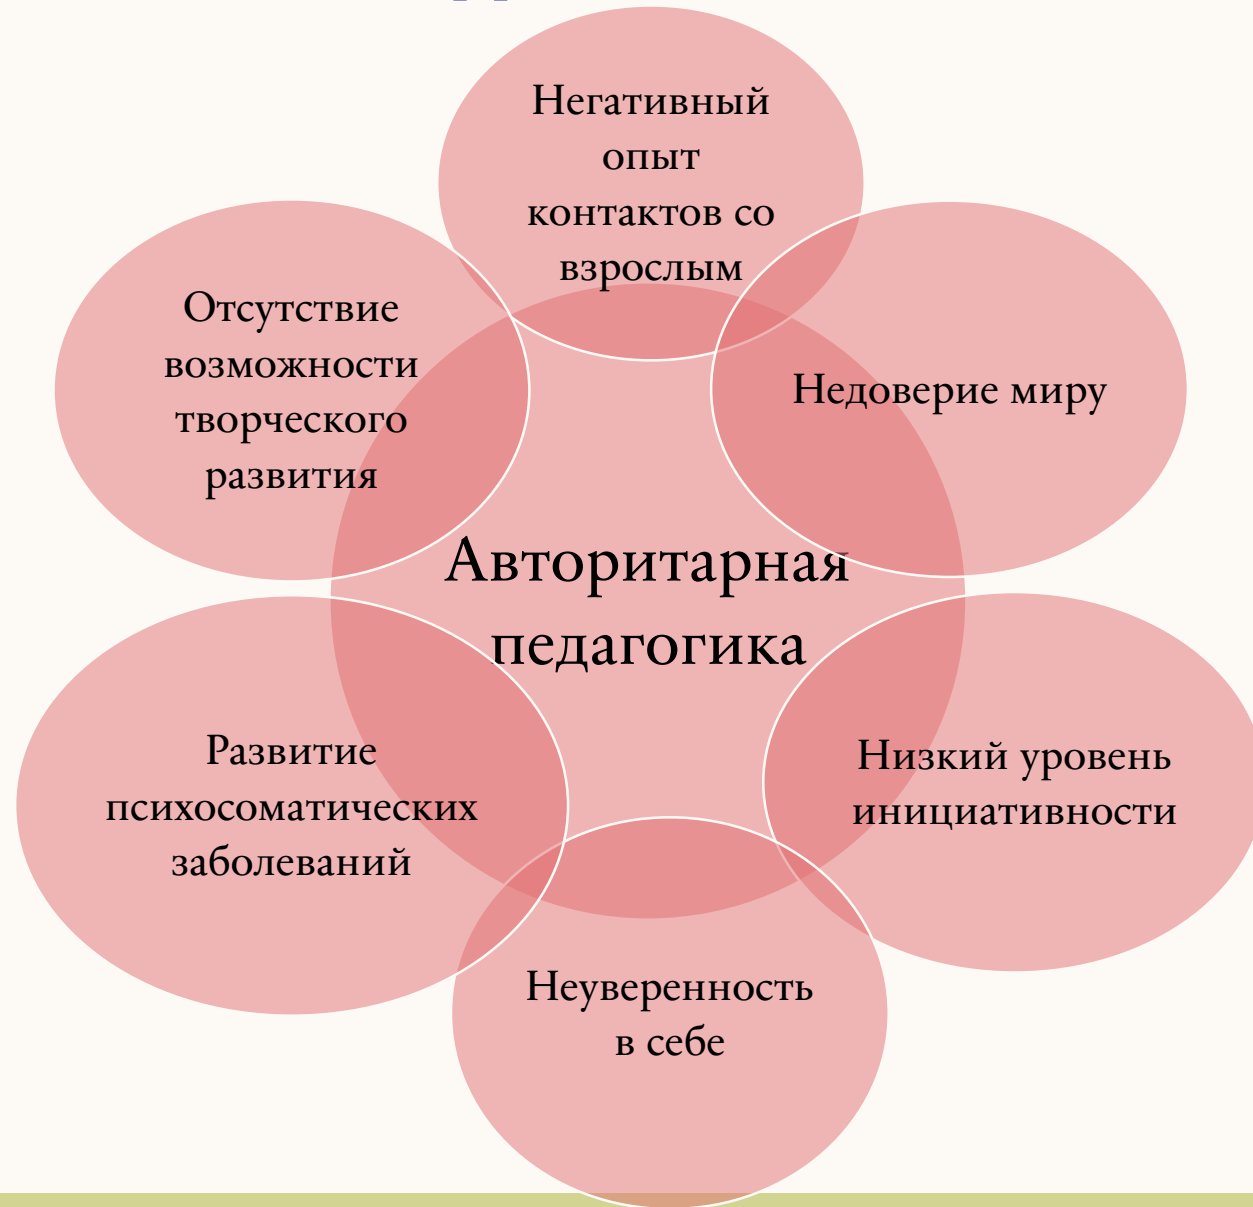 Негативный
опыт
контактов со
взрослым
Недоверие миру
Отсутствие
возможности
творческого
развития
Авторитарная
педагогика
Низкий уровень
инициативности
Развитие
психосоматических
заболеваний
Неуверенность
в себе